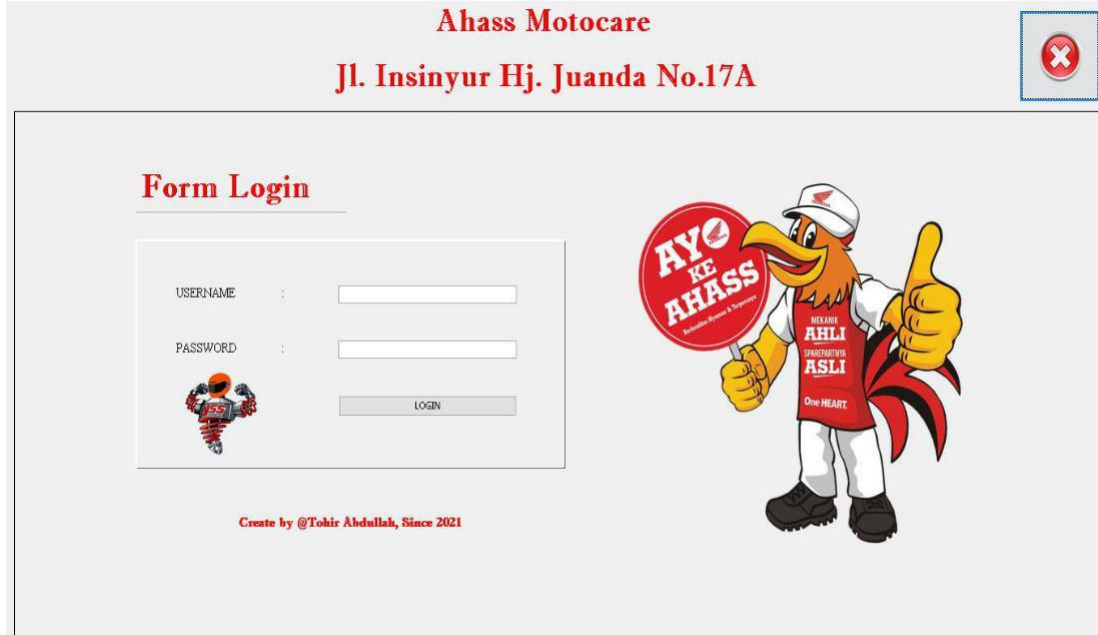 Ahass Motocare
Jl. Insinyur Hj. Juanda No.17A
Form Login
USERNAME :
PASSWORD :
LOGIN
Create by @Tohir Abdullah, Since 2021
AYO
KE
AHASS
MEKANIK
AHLI
SPAREPARTNYA
ASLI
One HEART.